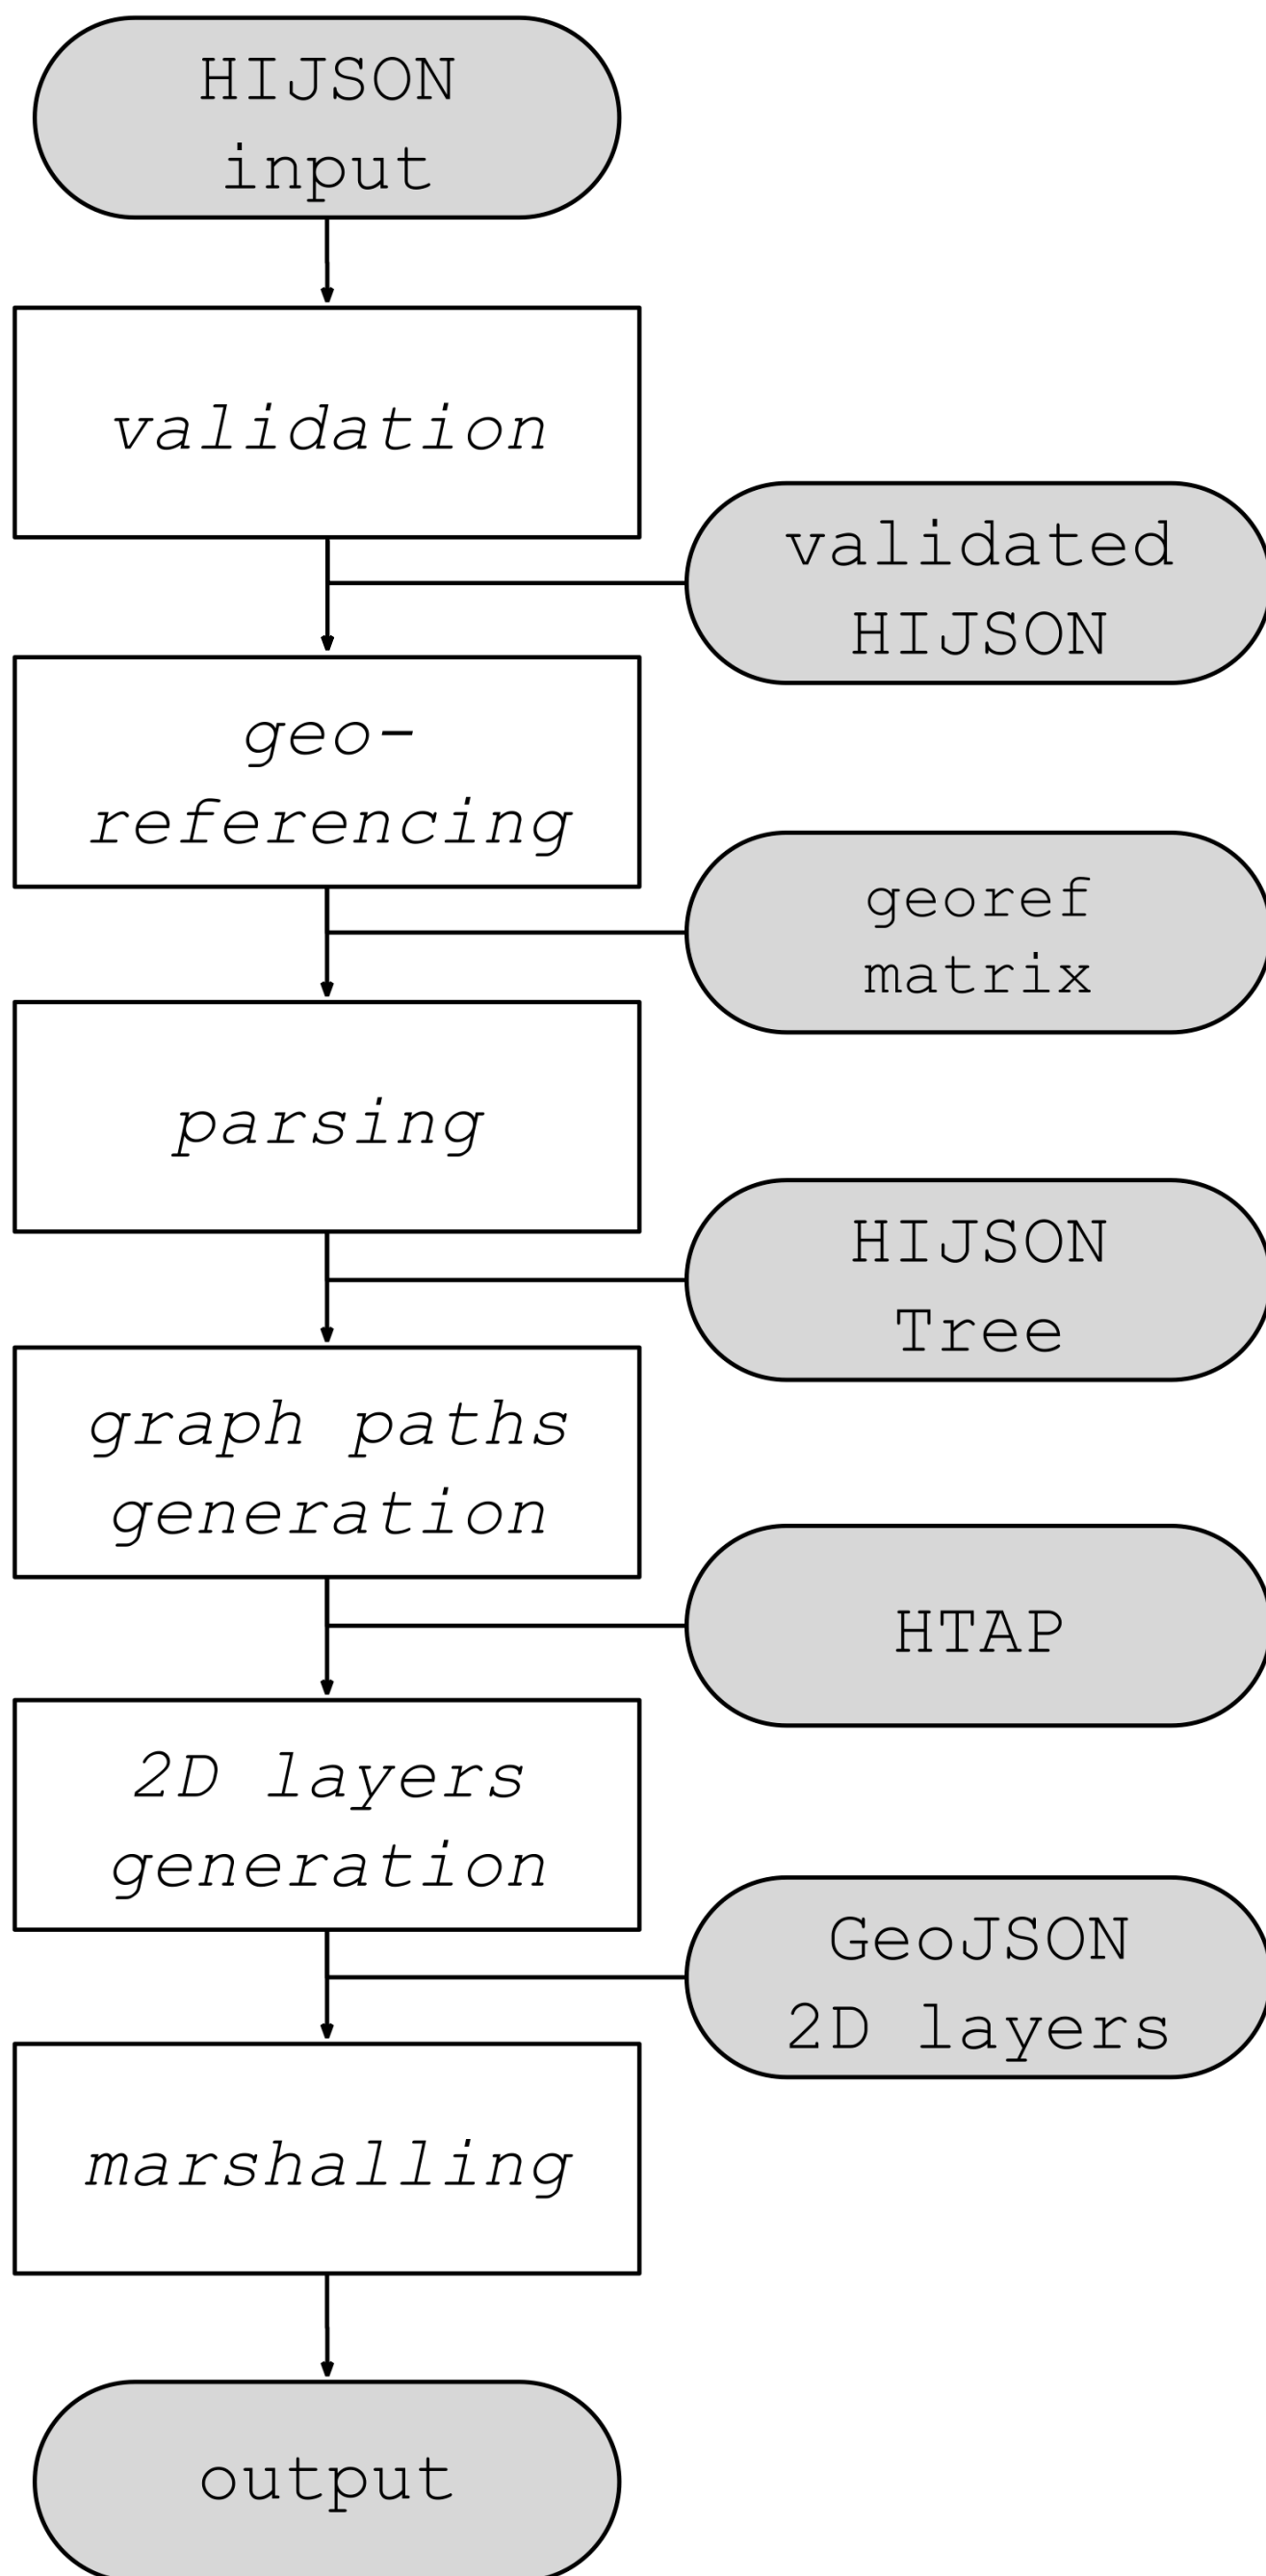 HIJSON
input
validation
validated
HIJSON
geo-
referencing
georef
matrix
parsing
HIJSON
Tree
graph paths
generation
HTAP
2D layers
generation
GeoJSON
2D layers
marshalling
output